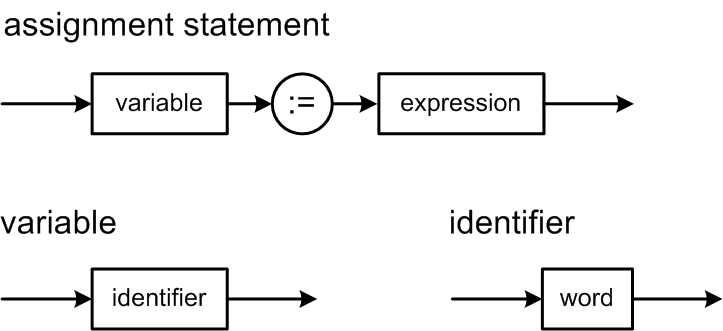 assignment statement
variable := expression
variable
identifier
identifier
word